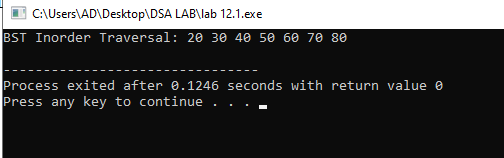 C:\Users\AD\Desktop\DSA LAB\lab 12.1.exe
BST Inorder Traversal: 20 30 40 50 60 70 80
--------------------------------
Process exited after 0.1246 seconds with return value 0
Press any key to continue . . .